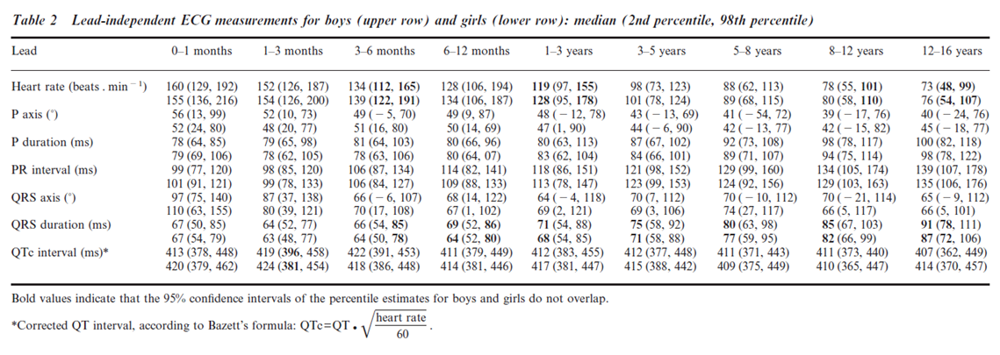 Table 2 Lead-independent ECG measurements for boys (upper row) and girls (lower row): median (2nd percentile, 98th percentile)
Lead 0–1 months 1–3 months 3–6 months 6–12 months 1–3 years 3–5 years 5–8 years 8–12 years 12–16 years
Heart rate (beats . min − 1) 160 (129, 192) 152 (126, 187) 134 (112, 165) 128 (106, 194) 119 (97, 155) 98 (73, 123) 88 (62, 113) 78 (55, 101) 73 (48, 99)
155 (136, 216) 154 (126, 200) 139 (122, 191) 134 (106, 187) 128 (95, 178) 101 (78, 124) 89 (68, 115) 80 (58, 110) 76 (54, 107)
P axis (°) 56 (13, 99) 52 (10, 73) 49 ( − 5, 70) 49 (9, 87) 48 ( − 12, 78) 43 ( − 13, 69) 41 ( − 54, 72) 39 ( − 17, 76) 40 ( − 24, 76)
52 (24, 80) 48 (20, 77) 51 (16, 80) 50 (14, 69) 47 (1, 90) 44 ( − 6, 90) 42 ( − 13, 77) 42 ( − 15, 82) 45 ( − 18, 77)
P duration (ms) 78 (64, 85) 79 (65, 98) 81 (64, 103) 80 (66, 96) 80 (63, 113) 87 (67, 102) 92 (73, 108) 98 (78, 117) 100 (82, 118)
79 (69, 106) 78 (62, 105) 78 (63, 106) 80 (64, 07) 83 (62, 104) 84 (66, 101) 89 (71, 107) 94 (75, 114) 98 (78, 122)
PR interval (ms) 99 (77, 120) 98 (85, 120) 106 (87, 134) 114 (82, 141) 118 (86, 151) 121 (98, 152) 129 (99, 160) 134 (105, 174) 139 (107, 178)
101 (91, 121) 99 (78, 133) 106 (84, 127) 109 (88, 133) 113 (78, 147) 123 (99, 153) 124 (92, 156) 129 (103, 163) 135 (106, 176)
QRS axis (°) 97 (75, 140) 87 (37, 138) 66 ( − 6, 107) 68 (14, 122) 64 ( − 4, 118) 70 (7, 112) 70 ( − 10, 112) 70 ( − 21, 114) 65 ( − 9, 112)
110 (63, 155) 80 (39, 121) 70 (17, 108) 67 (1, 102) 69 (2, 121) 69 (3, 106) 74 (27, 117) 66 (5, 117) 66 (5, 101)
QRS duration (ms) 67 (50, 85) 64 (52, 77) 66 (54, 85) 69 (52, 86) 71 (54, 88) 75 (58, 92) 80 (63, 98) 85 (67, 103) 91 (78, 111)
67 (54, 79) 63 (48, 77) 64 (50, 78) 64 (52, 80) 68 (54, 85) 71 (58, 88) 77 (59, 95) 82 (66, 99) 87 (72, 106)
QTc interval (ms)* 413 (378, 448) 419 (396, 458) 422 (391, 453) 411 (379, 449) 412 (383, 455) 412 (377, 448) 411 (371, 443) 411 (373, 440) 407 (362, 449)
420 (379, 462) 424 (381, 454) 418 (386, 448) 414 (381, 446) 417 (381, 447) 415 (388, 442) 409 (375, 449) 410 (365, 447) 414 (370, 457)
Bold values indicate that the 95% confidence intervals of the percentile estimates for boys and girls do not overlap.
*Corrected QT interval, according to Bazett's formula: QTc=QT • √(heart rate / 60) .